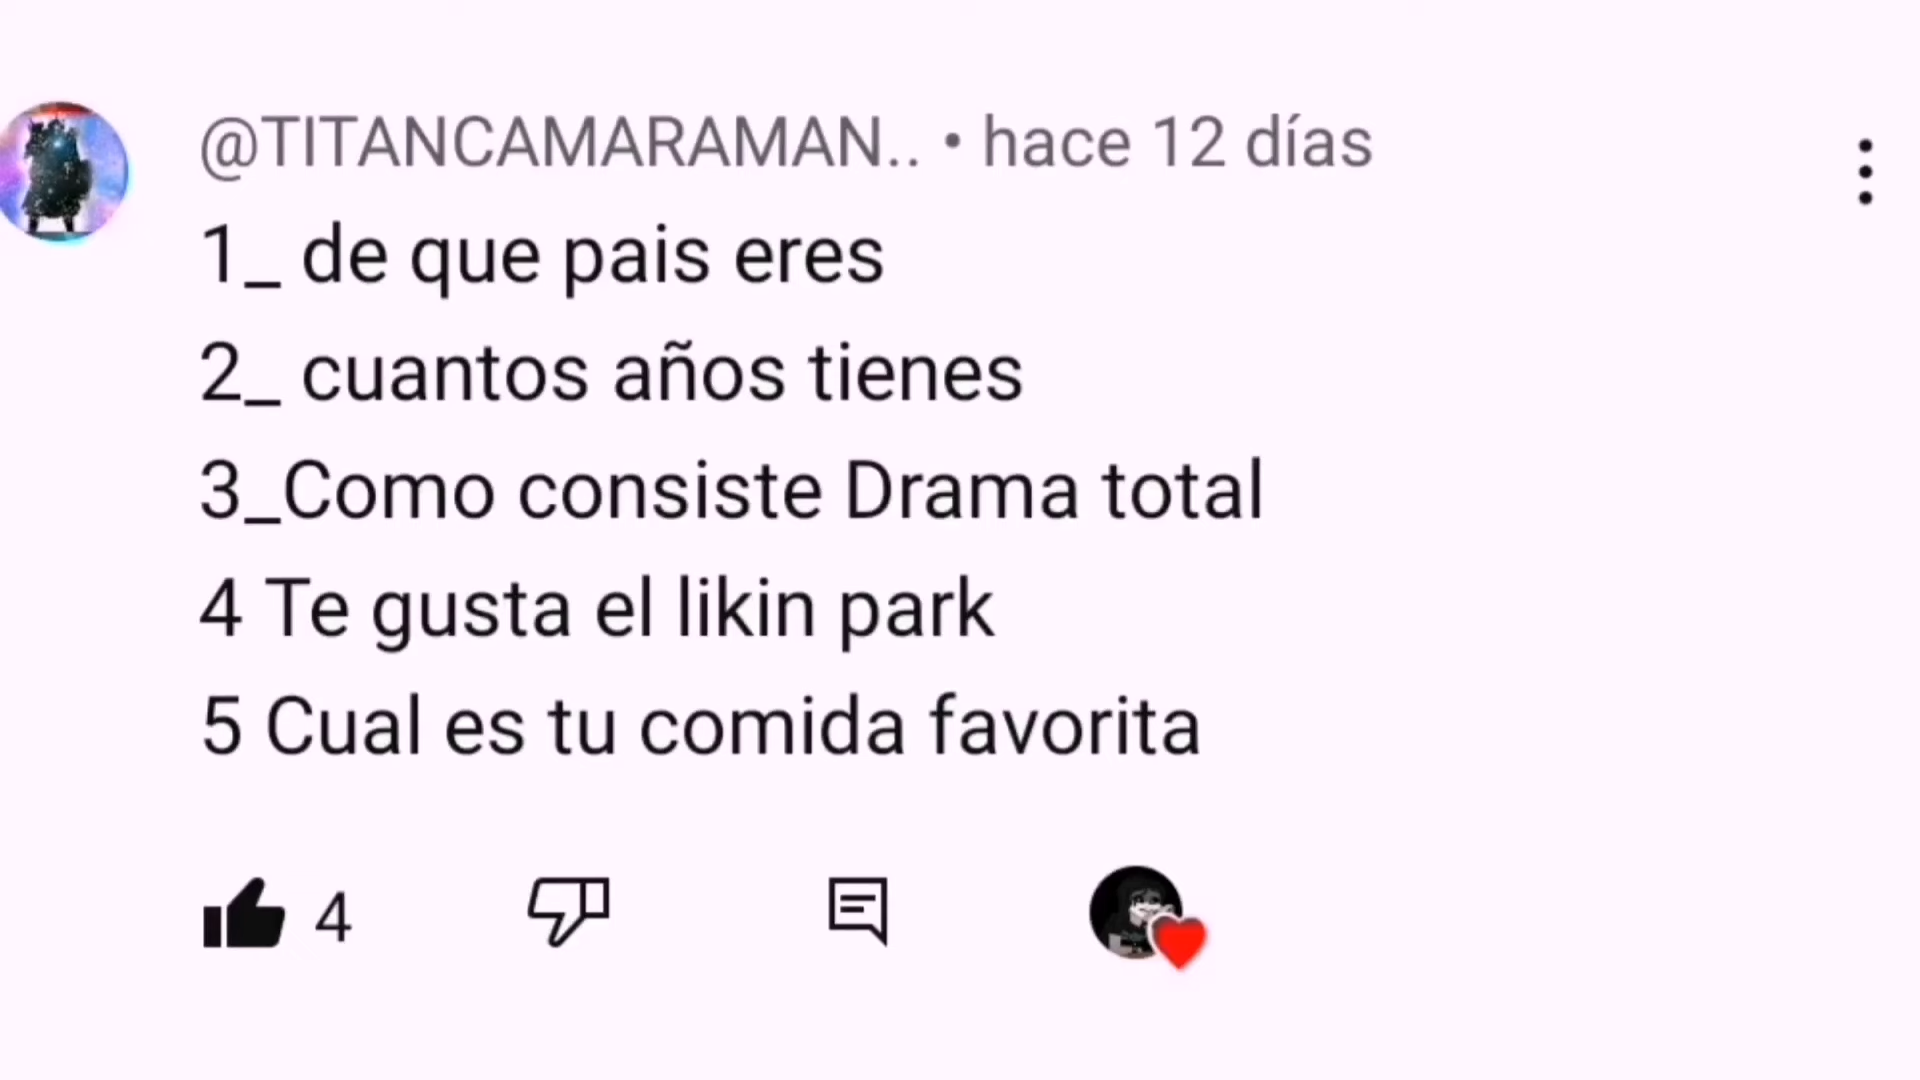 @TITANCAMARAMAN.. • hace 12 días
1_ de que pais eres
2_ cuantos años tienes
3_Como consiste Drama total
4 Te gusta el likin park
5 Cual es tu comida favorita
4